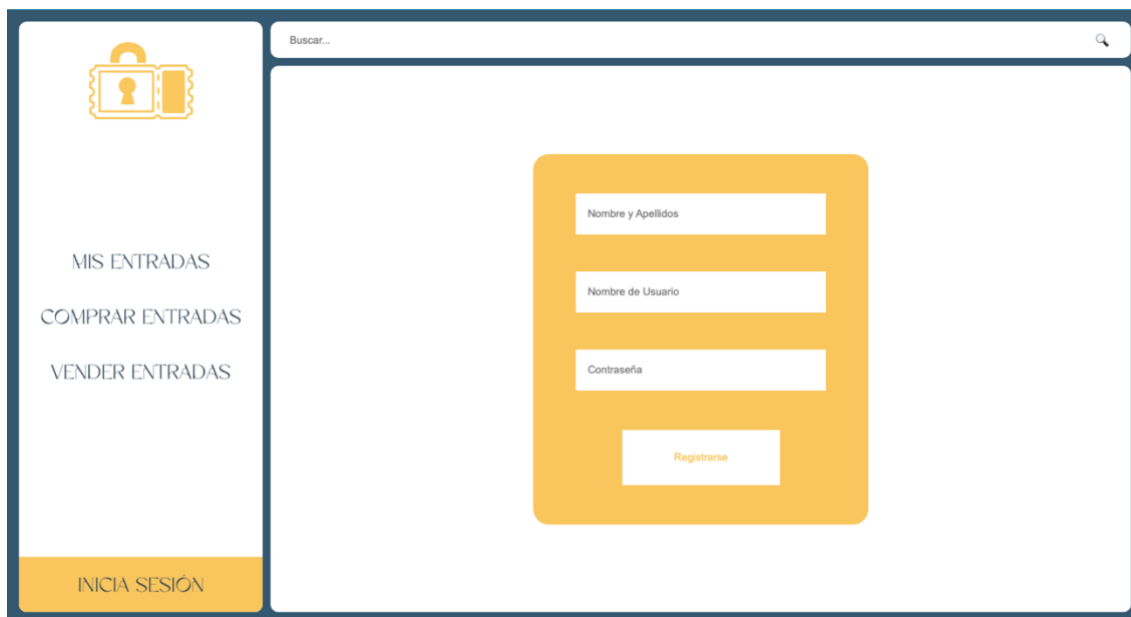 Buscar...
MIS ENTRADAS
COMPRAR ENTRADAS
VENDER ENTRADAS
INICIA SESIÓN
Nombre y Apellidos
Nombre de Usuario
Contraseña
Registrarse